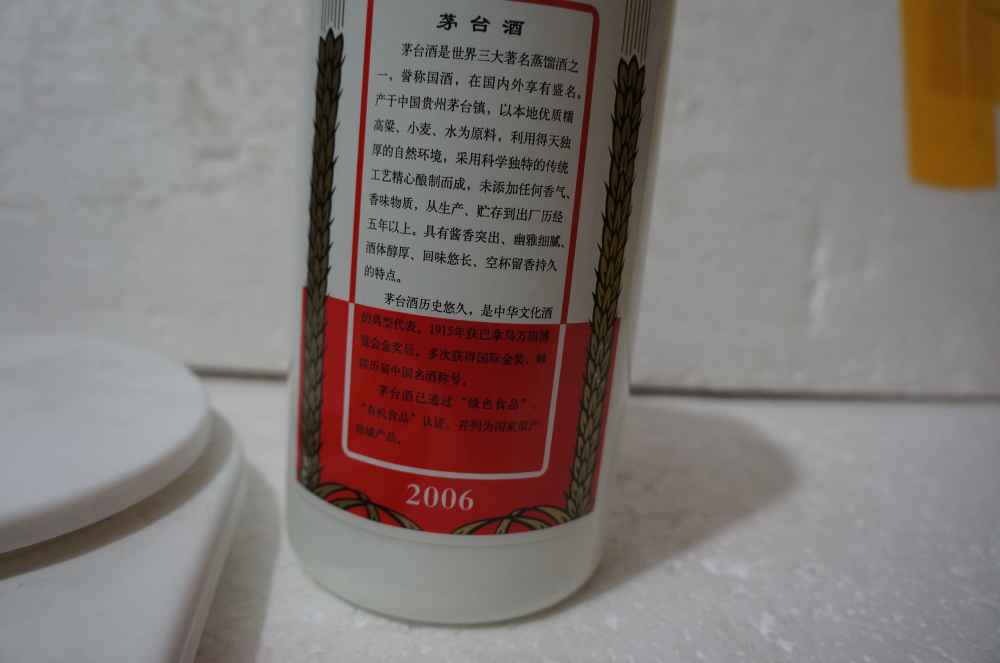 茅台酒
茅台酒是世界三大著名蒸馏酒之
一，誉称国酒，在国内外享有盛名。
产于中国贵州茅台镇，以本地优质糯
高粱、小麦、水为原料，利用得天独
厚的自然环境，采用科学独特的传统
工艺精心酿制而成，未添加任何香气、
香味物质，从生产、贮存到出厂历经
五年以上。具有酱香突出、幽雅细腻、
酒体醇厚、回味悠长、空杯留香持久
的特点。
茅台酒历史悠久，是中华文化酒
的典型代表。1915年获巴拿马万国博
览会金奖后，多次获得国际金奖、蝉
联历届中国名酒称号。
茅台酒已通过“绿色食品”、
“有机食品”认证，并列为国家原产
地域产品。
2006